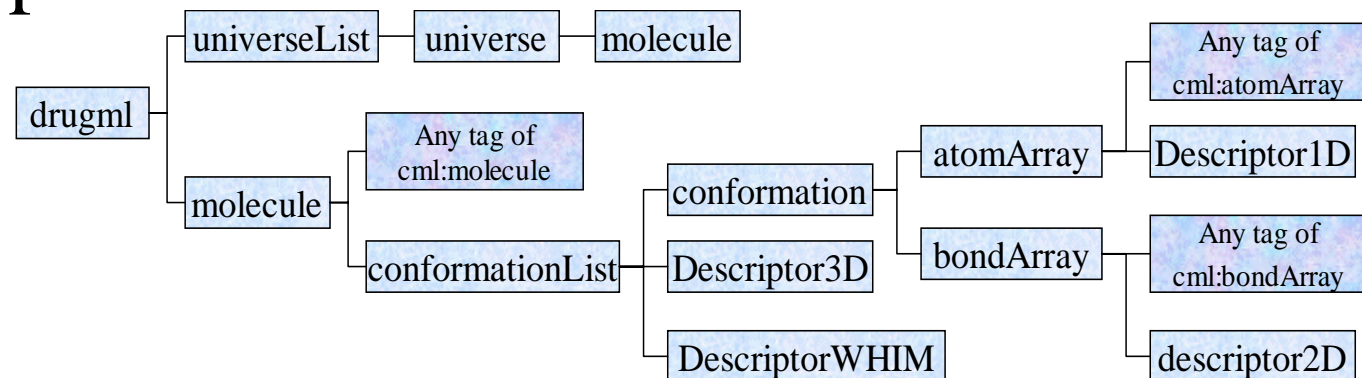 universeList
universe
molecule
Any tag of
cml:atomArray
drugml
Any tag of
cml:molecule
atomArray
Descriptor1D
molecule
conformation
Any tag of
cml:bondArray
conformationList
Descriptor3D
bondArray
DescriptorWHIM
descriptor2D